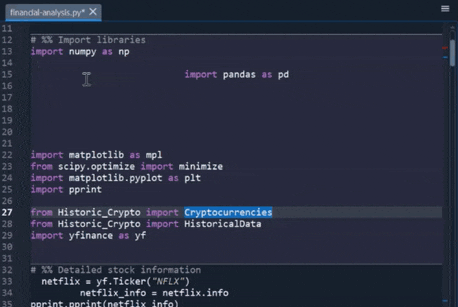 financial-analysis.py*
11
12 # %% Import libraries
13 import numpy as np
14
15 import pandas as pd
16
17
18
19
20
21
22 import matplotlib as mpl
23 from scipy.optimize import minimize
24 import matplotlib.pyplot as plt
25 import pprint
26
27 from Historic_Crypto import Cryptocurrencies
28 from Historic_Crypto import HistoricalData
29 import yfinance as yf
30
31
32 # %% Detailed stock information
33 netflix = yf.Ticker("NFLX")
34 netflix_info = netflix.info
35 pprint.pprint(netflix_info)